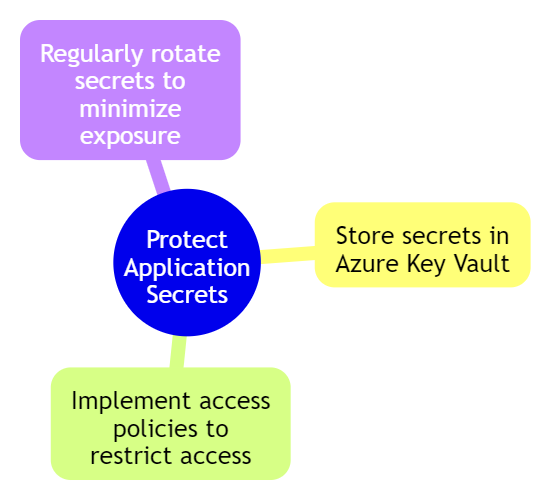 Regularly rotate
secrets to
minimize
exposure
Protect
Application
Secrets
Store secrets in
Azure Key Vault
Implement access
policies to
restrict access